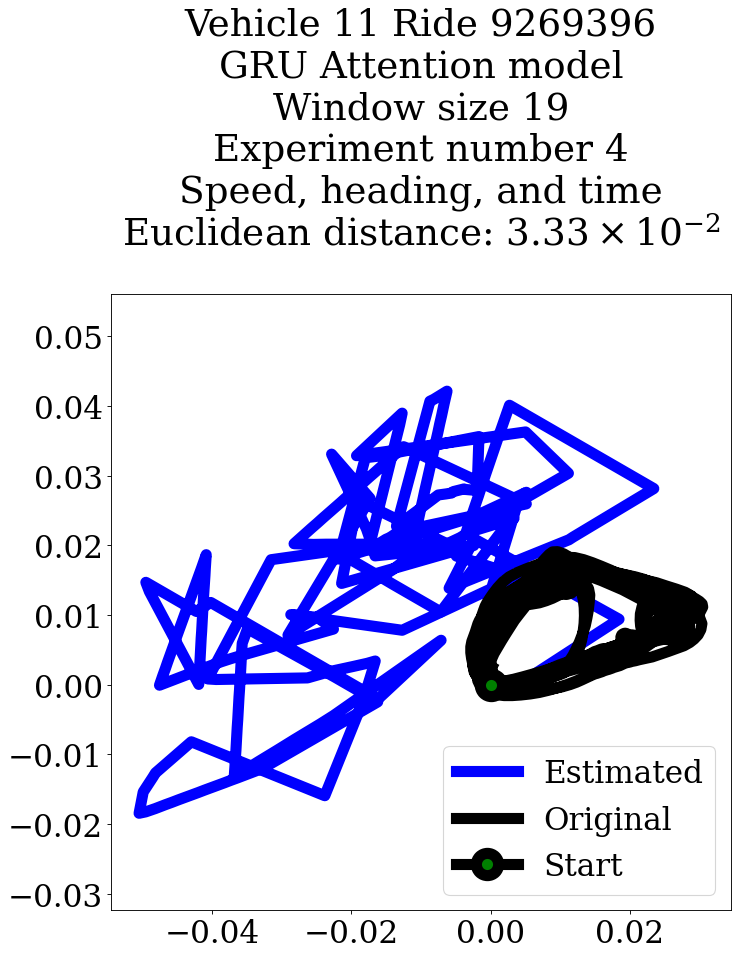 Vehicle 11 Ride 9269396
GRU Attention model
Window size 19
Experiment number 4
Speed, heading, and time
Euclidean distance: 3.33 × 10⁻²
0.05
0.04
0.03
0.02
0.01
0.00
−0.01
−0.02
−0.03
Estimated
Original
Start
−0.04 −0.02 0.00 0.02